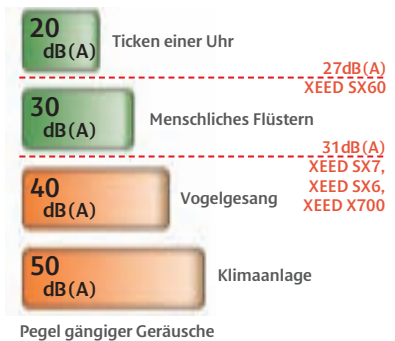 20
dB(A)
Ticken einer Uhr
27dB(A)
XEED SX60
30
dB(A)
Menschliches Flüstern
31dB(A)
XEED SX7,
XEED SX6,
XEED X700
40
dB(A)
Vogelgesang
50
dB(A)
Klimaanlage
Pegel gängiger Geräusche